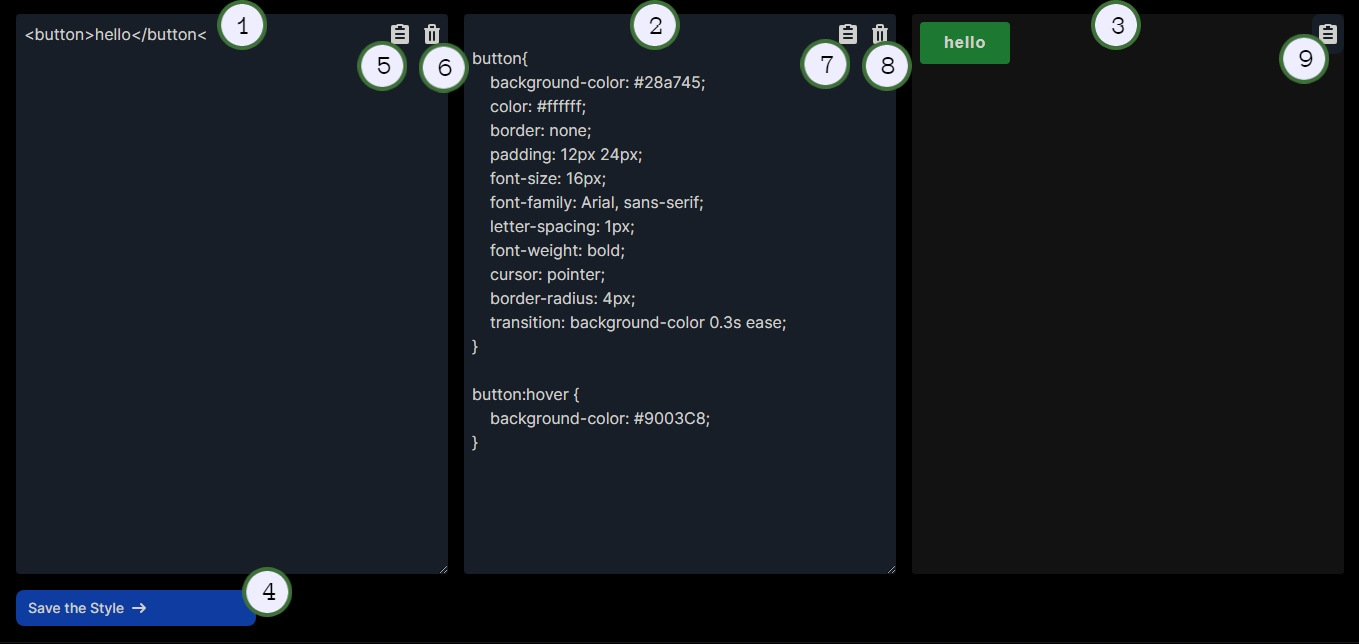 1
<button>hello</button<
5
6
2
button{
background-color: #28a745;
color: #ffffff;
border: none;
padding: 12px 24px;
font-size: 16px;
font-family: Arial, sans-serif;
letter-spacing: 1px;
font-weight: bold;
cursor: pointer;
border-radius: 4px;
transition: background-color 0.3s ease;
}
button:hover {
background-color: #9003C8;
}
7
8
3
hello
9
Save the Style →
4